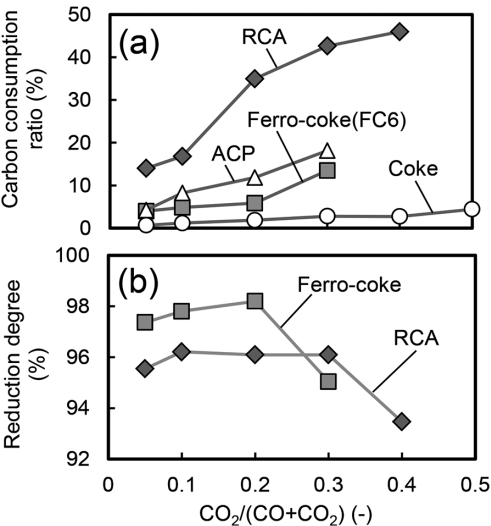 50
40
30
20
10
0
Carbon consumption
ratio (%)
(a)
RCA
Ferro-coke(FC6)
ACP
Coke
100
98
96
94
92
Reduction degree
(%)
(b)
Ferro-coke
RCA
0 0.1 0.2 0.3 0.4 0.5
CO₂/(CO+CO₂) (-)